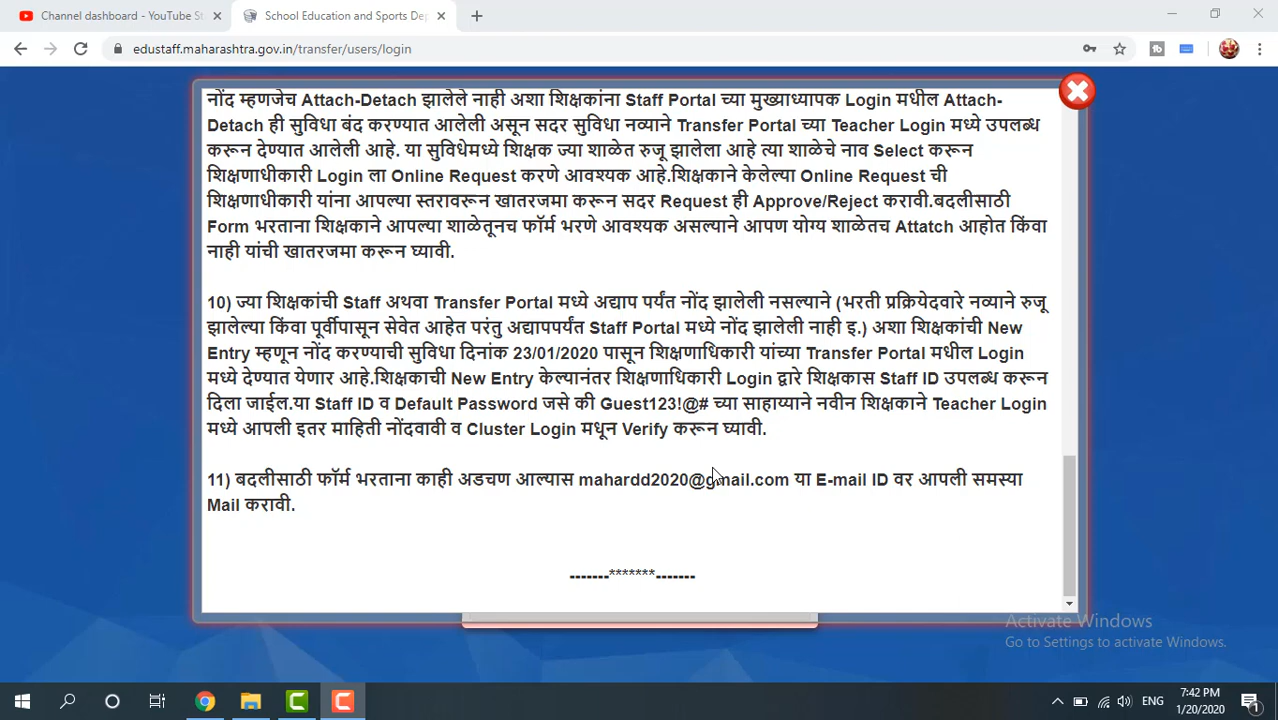 Channel dashboard - YouTube St
School Education and Sports Dep
edustaff.maharashtra.gov.in/transfer/users/login
नोंद म्हणजेच Attach-Detach झालेले नाही अशा शिक्षकांना Staff Portal च्या मुख्याध्यापक Login मधील Attach-
Detach ही सुविधा बंद करण्यात आलेली असून सदर सुविधा नव्याने Transfer Portal च्या Teacher Login मध्ये उपलब्ध
करून देण्यात आलेली आहे. या सुविधेमध्ये शिक्षक ज्या शाळेत रुजू झालेला आहे त्या शाळेचे नाव Select करून
शिक्षणाधीकारी Login ला Online Request करणे आवश्यक आहे.शिक्षकाने केलेल्या Online Request ची
शिक्षणाधीकारी यांना आपल्या स्तरावरून खातरजमा करून सदर Request ही Approve/Reject करावी.बदलीसाठी
Form भरताना शिक्षकाने आपल्या शाळेतूनच फॉर्म भरणे आवश्यक असल्याने आपण योग्य शाळेतच Attatch आहोत किंवा
नाही यांची खातरजमा करून घ्यावी.
10) ज्या शिक्षकांची Staff अथवा Transfer Portal मध्ये अद्याप पर्यंत नोंद झालेली नसल्याने (भरती प्रक्रियेदवारे नव्याने रुजू
झालेल्या किंवा पूर्वीपासून सेवेत आहेत परंतु अद्यापपर्यंत Staff Portal मध्ये नोंद झालेली नाही इ.) अशा शिक्षकांची New
Entry म्हणून नोंद करण्याची सुविधा दिनांक 23/01/2020 पासून शिक्षणाधिकारी यांच्या Transfer Portal मधील Login
मध्ये देण्यात येणार आहे.शिक्षकाची New Entry केल्यानंतर शिक्षणाधिकारी Login द्वारे शिक्षकास Staff ID उपलब्ध करून
दिला जाईल.या Staff ID व Default Password जसे की Guest123!@# च्या साहाय्याने नवीन शिक्षकाने Teacher Login
मध्ये आपली इतर माहिती नोंदवावी व Cluster Login मधून Verify करून घ्यावी.
11) बदलीसाठी फॉर्म भरताना काही अडचण आल्यास mahardd2020@gmail.com या E-mail ID वर आपली समस्या
Mail करावी.
-------*******-------
Activate Windows
Go to Settings to activate Windows.
ENG
7:42 PM
1/20/2020